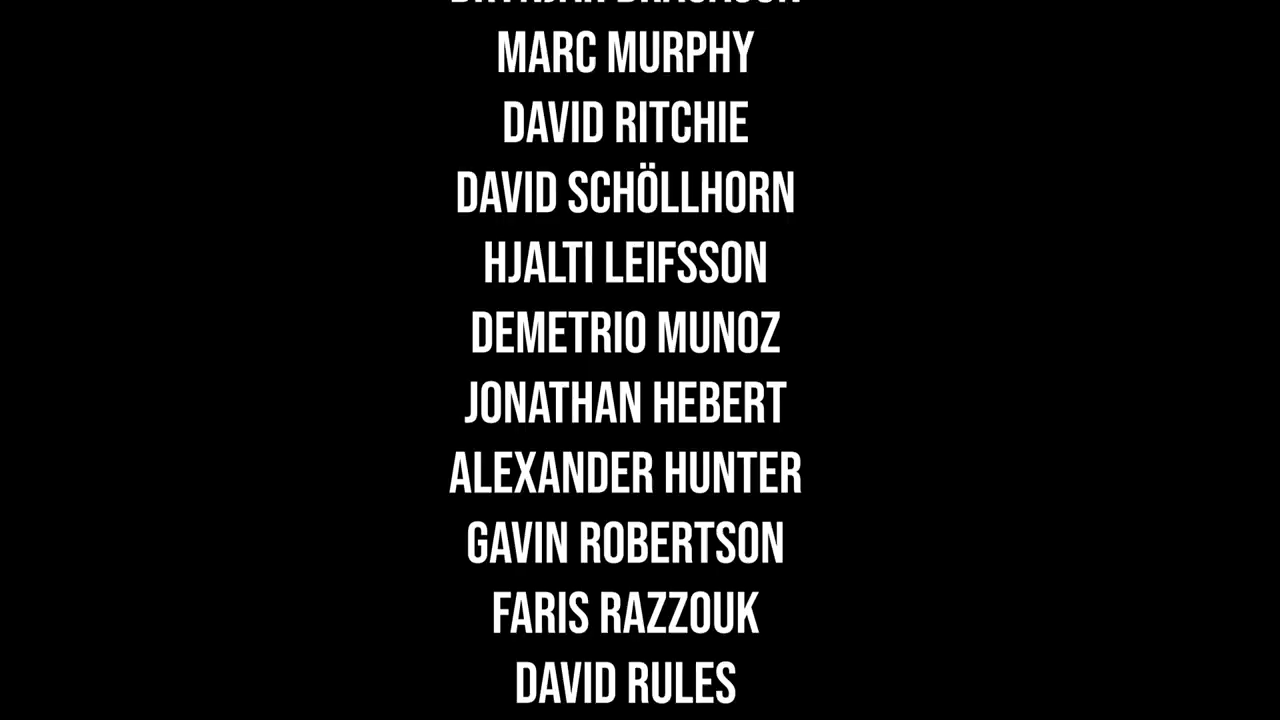 MARC MURPHY
DAVID RITCHIE
DAVID SCHÖLLHORN
HJALTI LEIFSSON
DEMETRIO MUNOZ
JONATHAN HEBERT
ALEXANDER HUNTER
GAVIN ROBERTSON
FARIS RAZZOUK
DAVID RULES